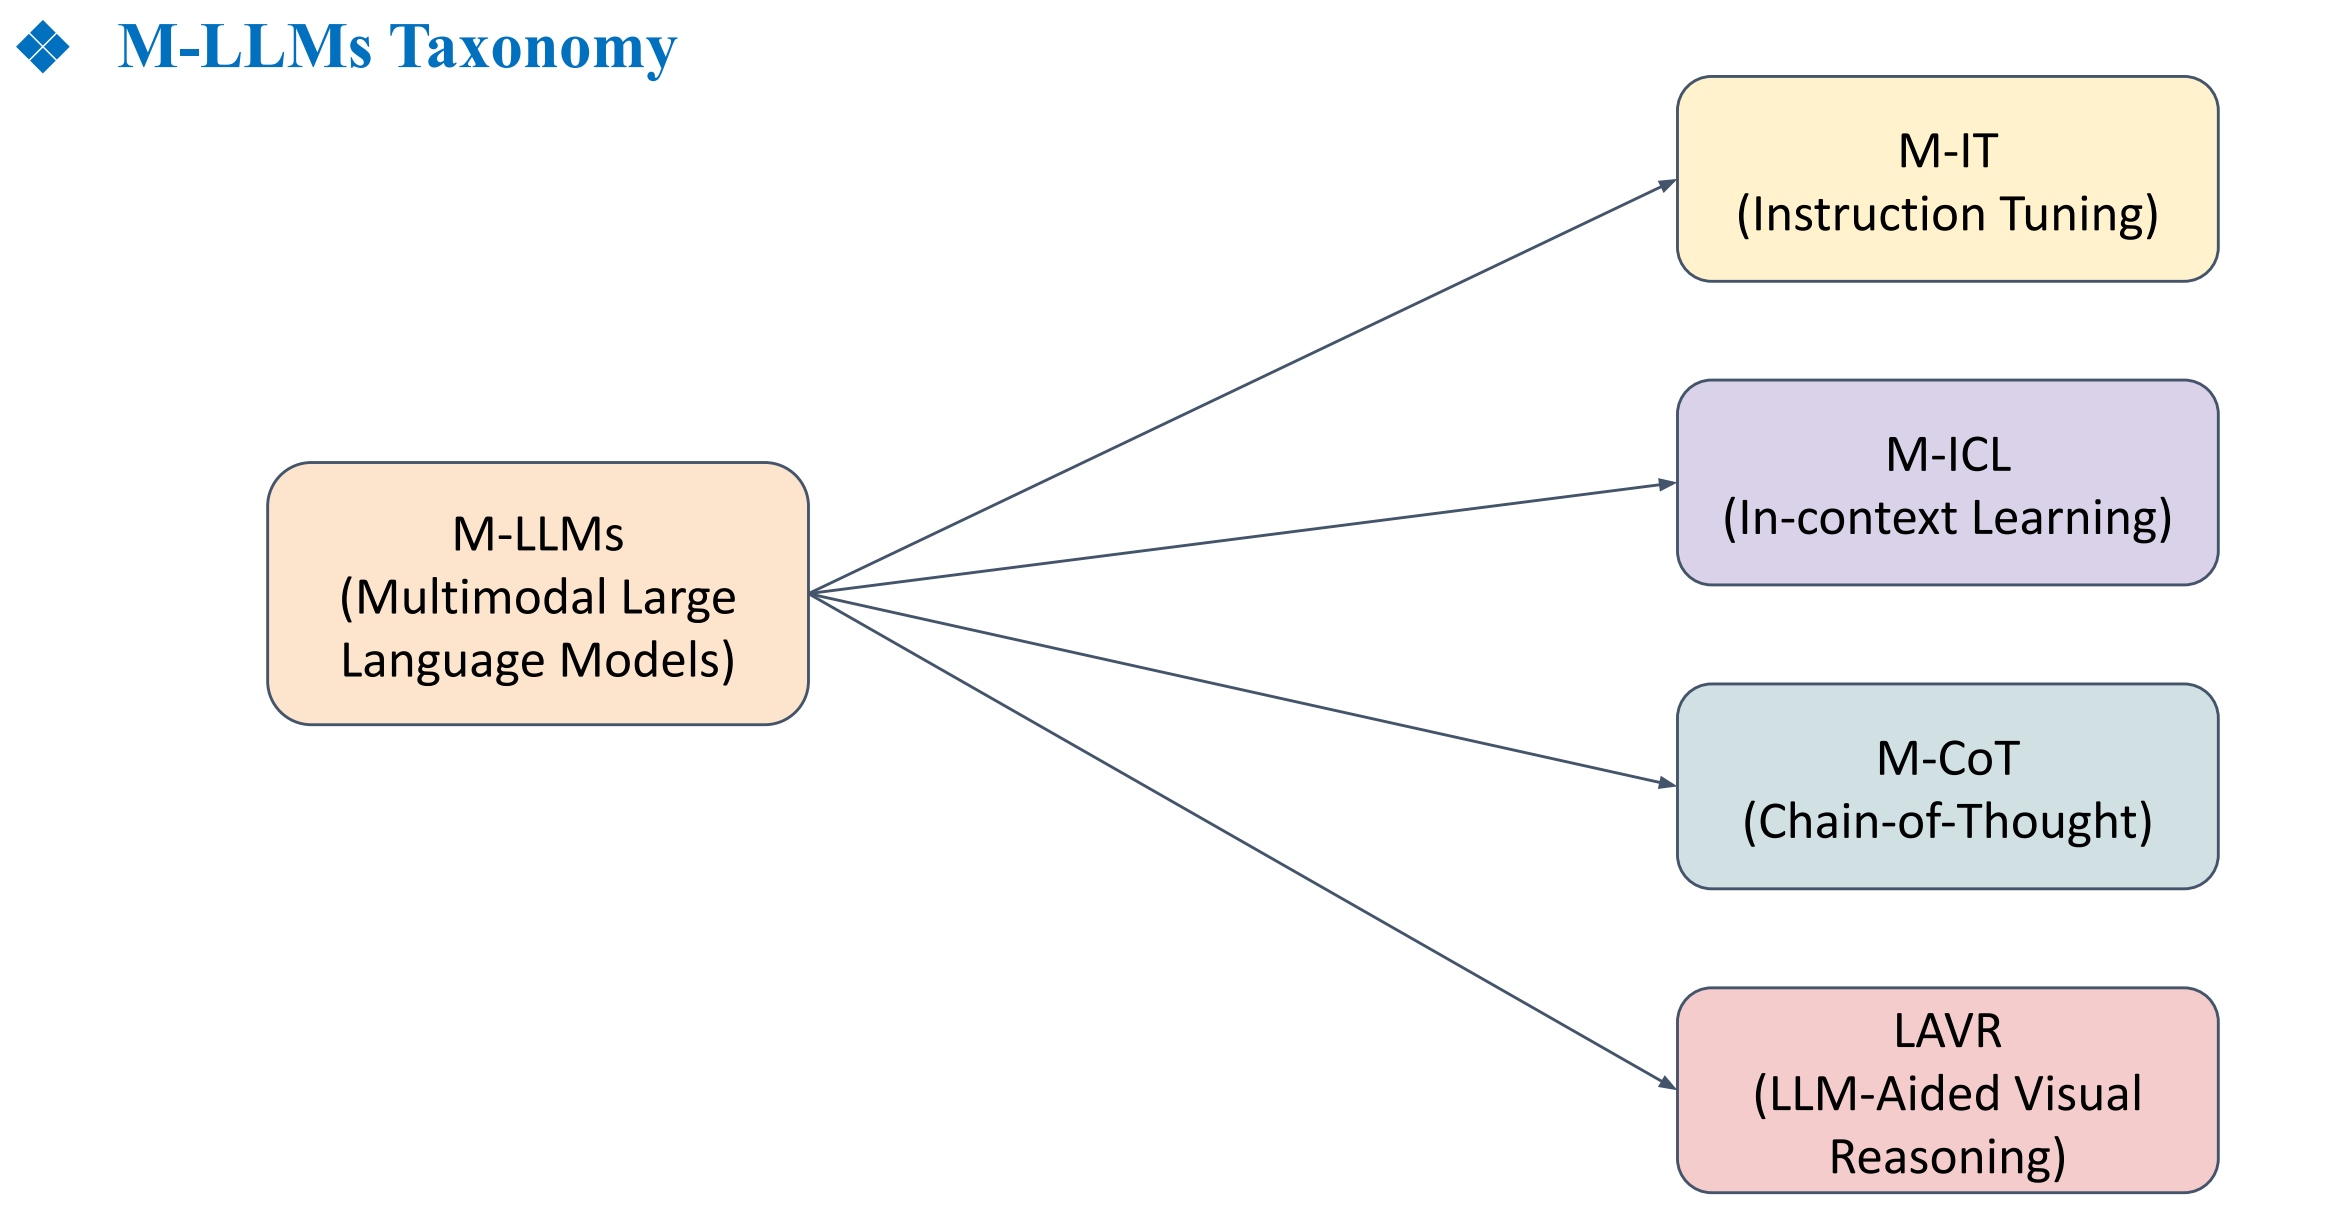 M-LLMs Taxonomy
M-IT
(Instruction Tuning)
M-ICL
(In-context Learning)
M-LLMs
(Multimodal Large
Language Models)
M-CoT
(Chain-of-Thought)
LAVR
(LLM-Aided Visual
Reasoning)